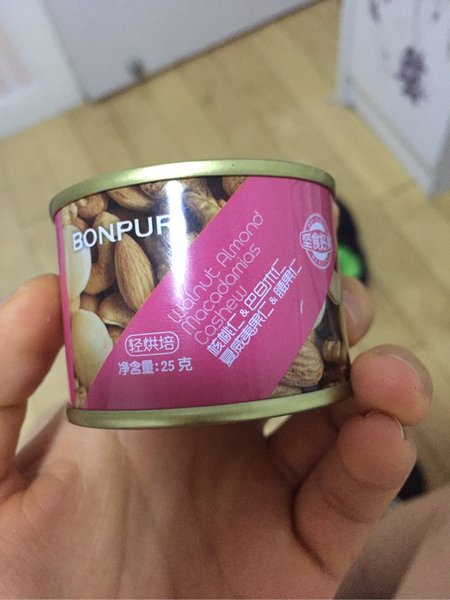 BONPUR
Walnut Almond
Macadamias
Cashew
核桃仁&巴旦木仁
夏威夷果仁&腰果仁
轻烘培
净含量:25克